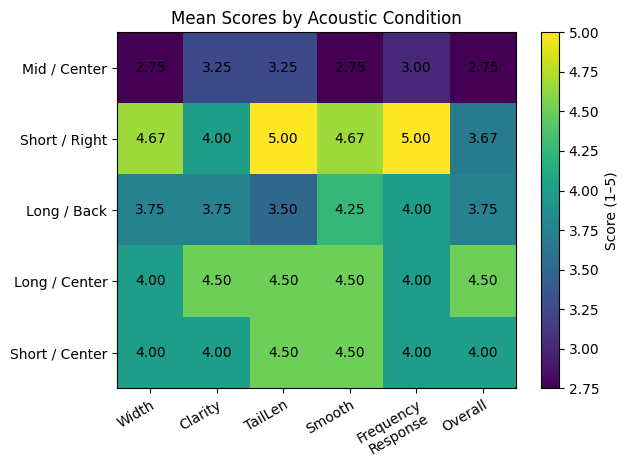 Mean Scores by Acoustic Condition
Mid / Center 2.75 3.25 3.25 2.75 3.00 2.75
Short / Right 4.67 4.00 5.00 4.67 5.00 3.67
Long / Back 3.75 3.75 3.50 4.25 4.00 3.75
Long / Center 4.00 4.50 4.50 4.50 4.00 4.50
Short / Center 4.00 4.00 4.50 4.50 4.00 4.00
Width
Clarity
TailLen
Smooth
Frequency
Response
Overall
5.00
4.75
4.50
4.25
4.00
3.75
3.50
3.25
3.00
2.75
Score (1–5)